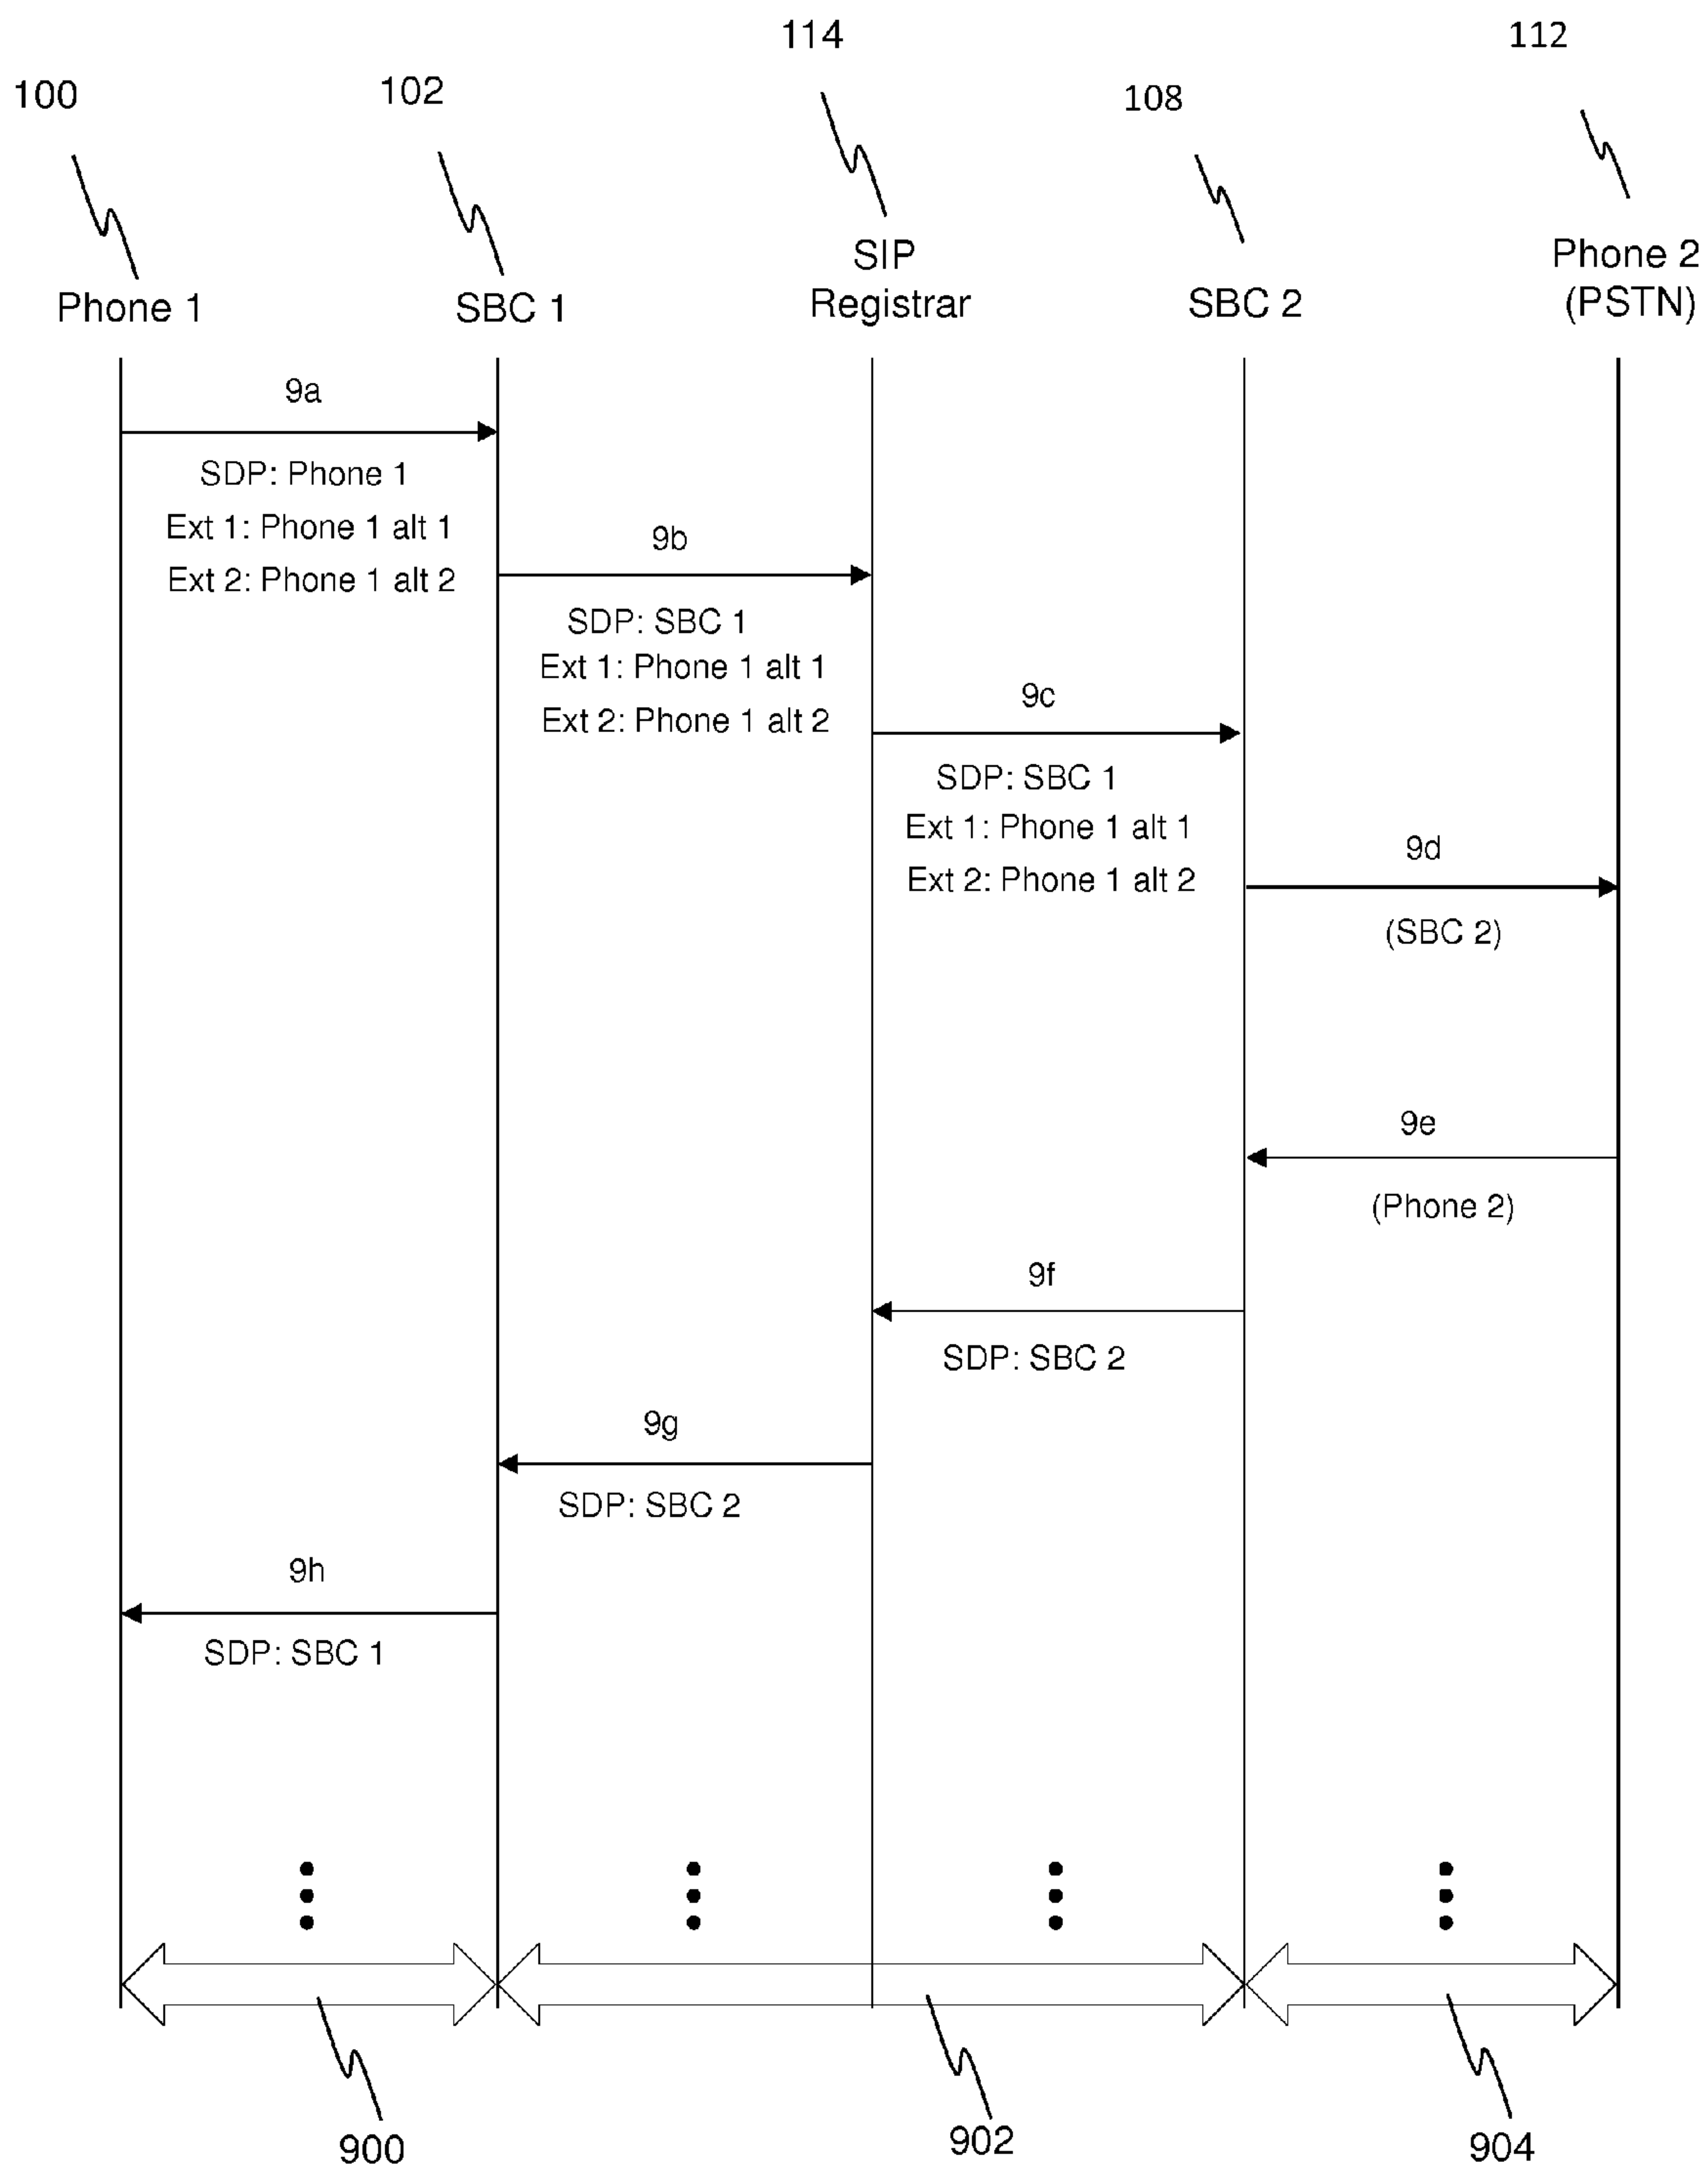 114
112
100
102
108
SIP
Registrar
Phone 2
(PSTN)
Phone 1
SBC 1
SBC 2
9a
SDP: Phone 1
Ext 1: Phone 1 alt 1
Ext 2: Phone 1 alt 2
9b
SDP: SBC 1
Ext 1: Phone 1 alt 1
Ext 2: Phone 1 alt 2
9c
SDP: SBC 1
Ext 1: Phone 1 alt 1
Ext 2: Phone 1 alt 2
9d
(SBC 2)
9e
(Phone 2)
9f
SDP: SBC 2
9g
SDP: SBC 2
9h
SDP: SBC 1
900
902
904